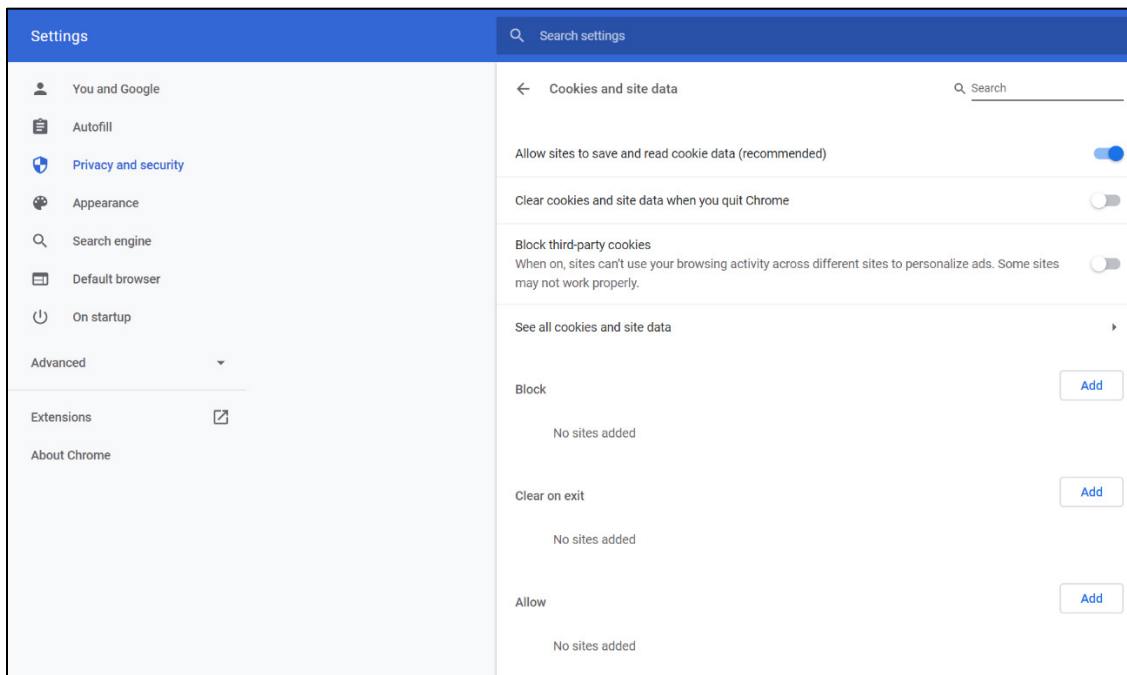 Settings
Search settings
You and Google
Autofill
Privacy and security
Appearance
Search engine
Default browser
On startup
Advanced
Extensions
About Chrome
Cookies and site data
Search
Allow sites to save and read cookie data (recommended)
Clear cookies and site data when you quit Chrome
Block third-party cookies
When on, sites can't use your browsing activity across different sites to personalize ads. Some sites
may not work properly.
See all cookies and site data
Block
Add
No sites added
Clear on exit
Add
No sites added
Allow
Add
No sites added